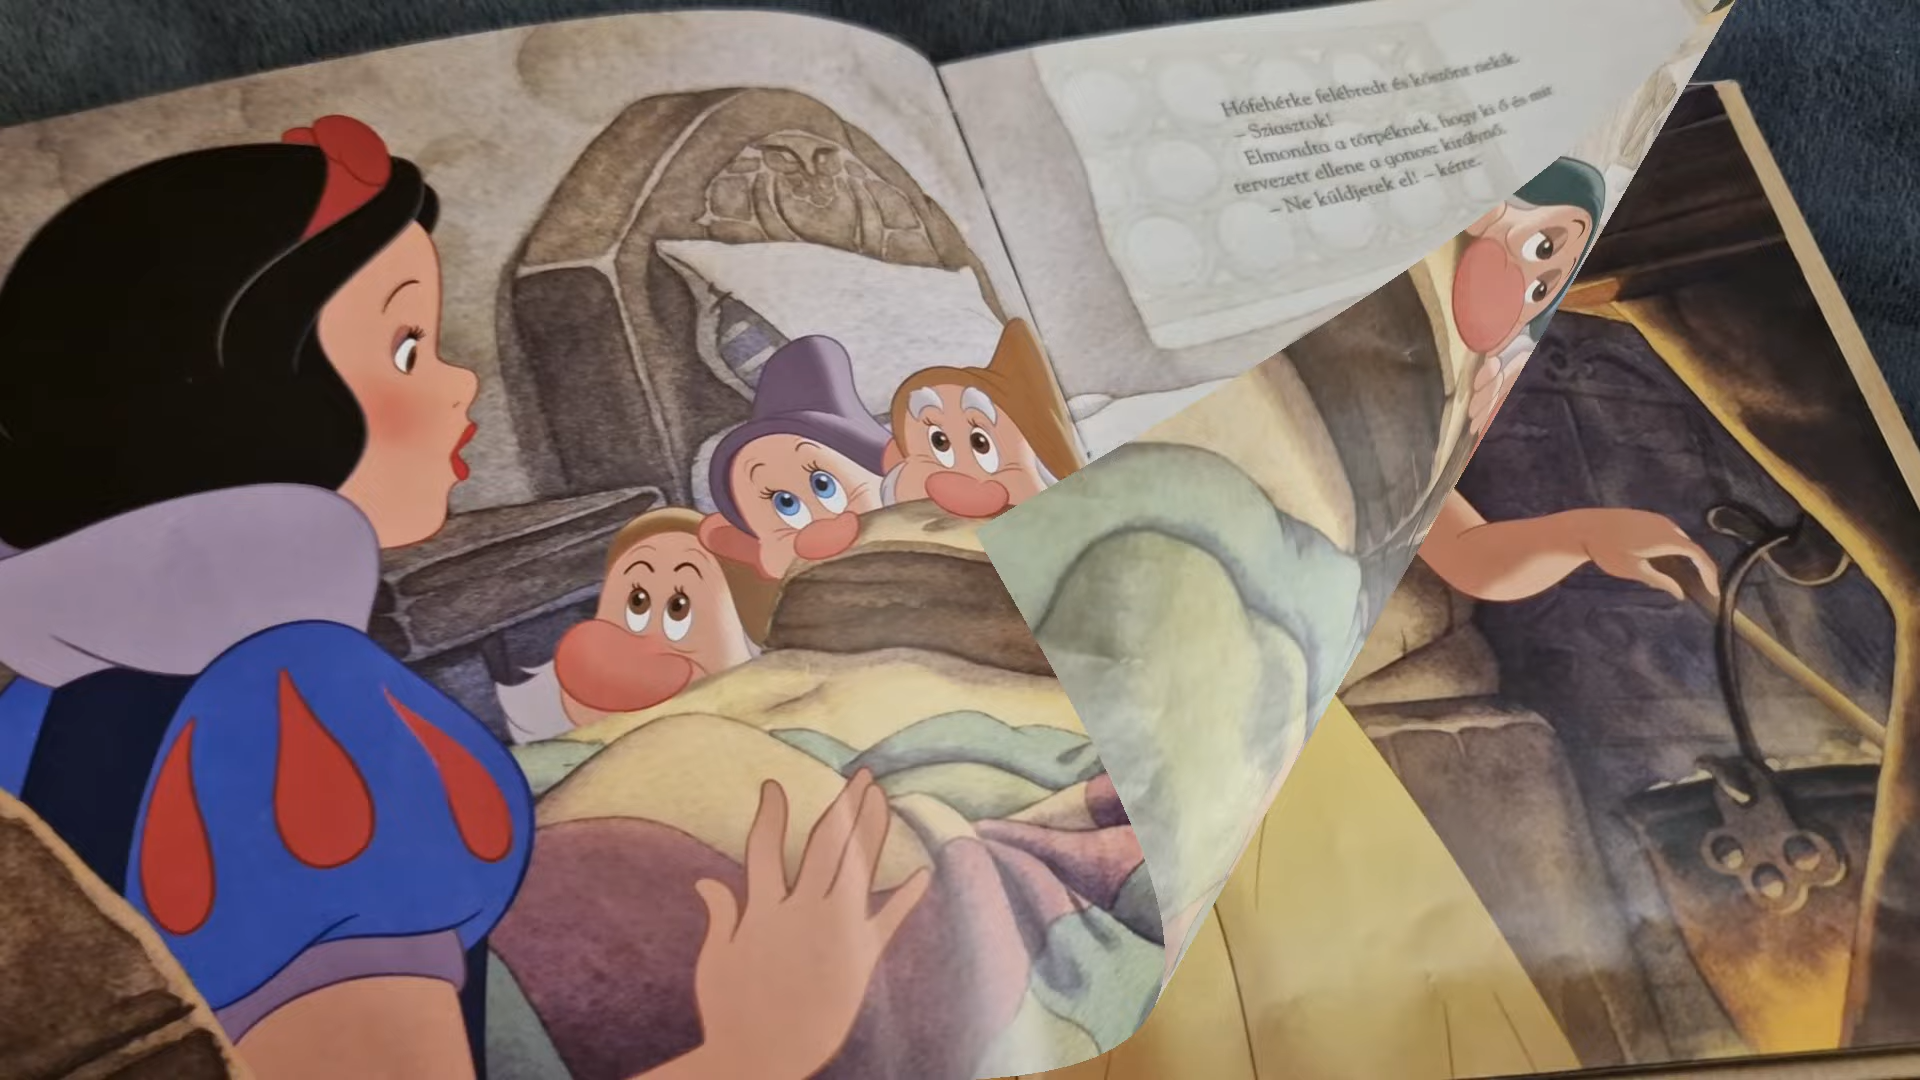 Hófehérke felébredt és köszönt nekik.
– Sziasztok!
Elmondta a törpéknek, hogy ki ő és mit
tervezett ellene a gonosz királynő.
– Ne küldjetek el! – kérte.